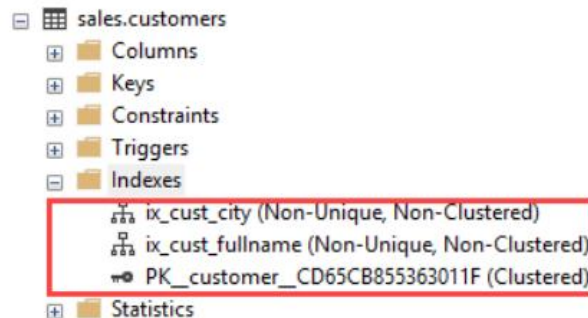 sales.customers
Columns
Keys
Constraints
Triggers
Indexes
ix_cust_city (Non-Unique, Non-Clustered)
ix_cust_fullname (Non-Unique, Non-Clustered)
PK__customer__CD65CB855363011F (Clustered)
Statistics